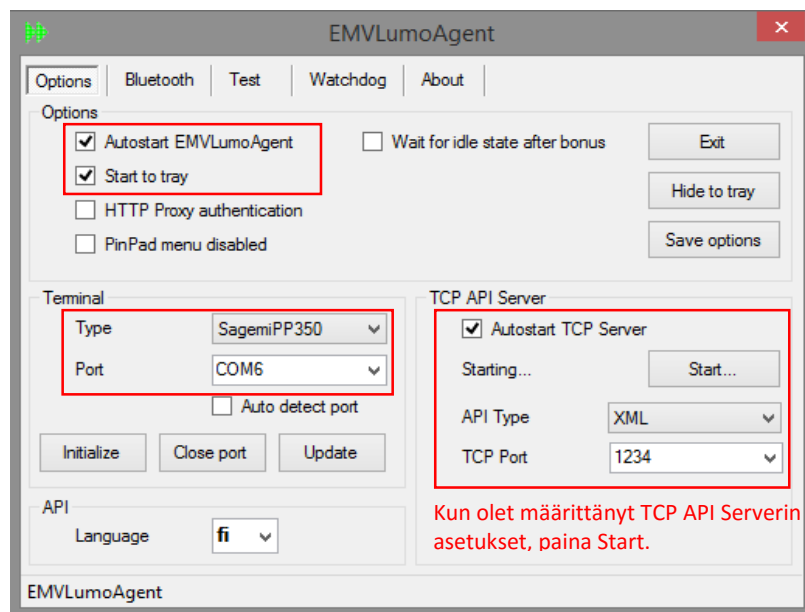 EMVLumoAgent
Options Bluetooth Test Watchdog About
Options
Autostart EMVLumoAgent Wait for idle state after bonus Exit
Start to tray Hide to tray
HTTP Proxy authentication
PinPad menu disabled Save options
Terminal TCP API Server
Type SagemiPP350 Autostart TCP Server
Port COM6 Starting... Start...
Auto detect port
API Type XML
Initialize Close port Update TCP Port 1234
API
Language fi
Kun olet määrittänyt TCP API Serverin
asetukset, paina Start.
EMVLumoAgent